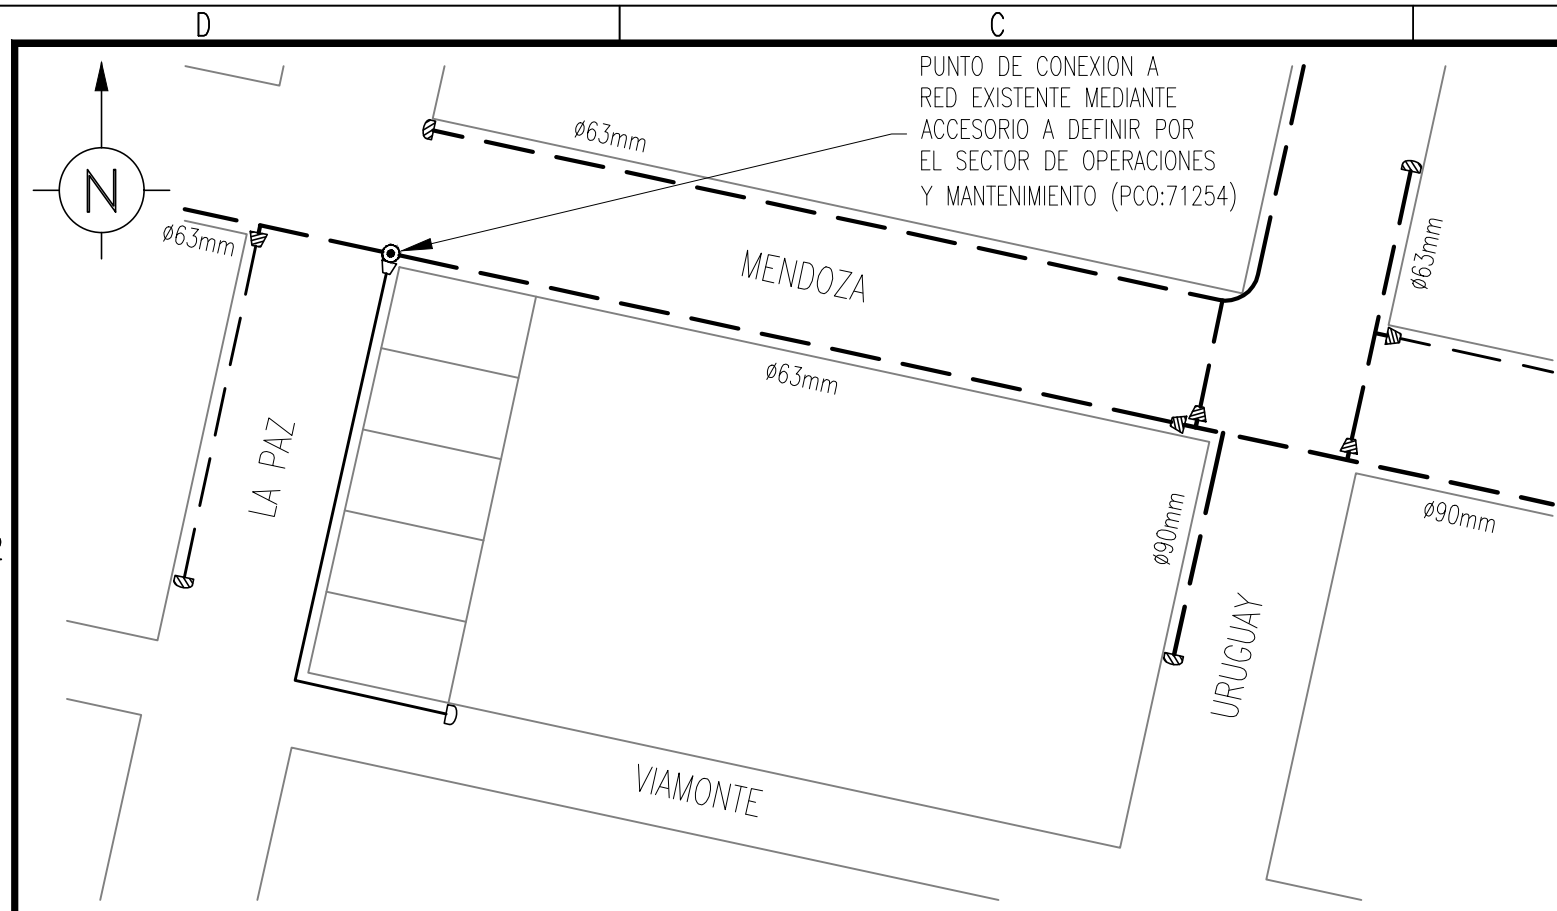 D
C
PUNTO DE CONEXION A
RED EXISTENTE MEDIANTE
ACCESORIO A DEFINIR POR
EL SECTOR DE OPERACIONES
Y MANTENIMIENTO (PCO:71254)
N
ø63mm
ø63mm
ø63mm
MENDOZA
ø63mm
LA PAZ
ø90mm
ø90mm
URUGUAY
VIAMONTE